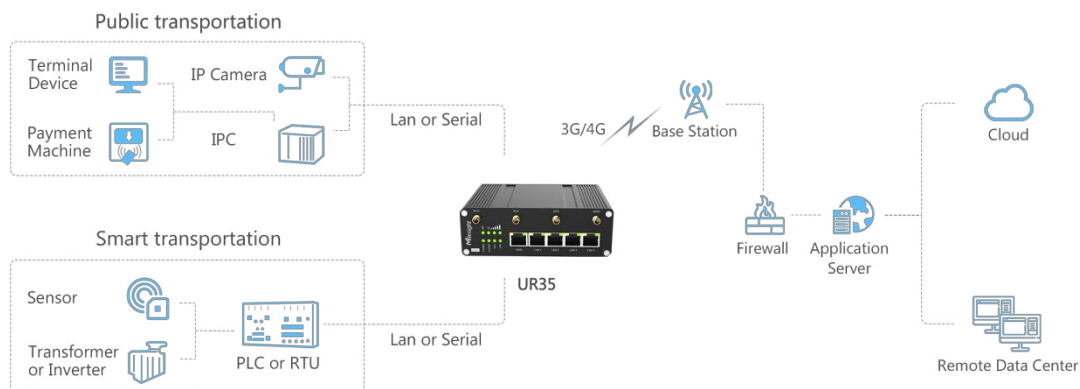 Public transportation
Terminal
Device
IP Camera
Payment
Machine
IPC
Lan or Serial
3G/4G
Base Station
Cloud
Milesight
UR35
Firewall
Application
Server
Smart transportation
Sensor
Transformer
or Inverter
PLC or RTU
Lan or Serial
Remote Data Center